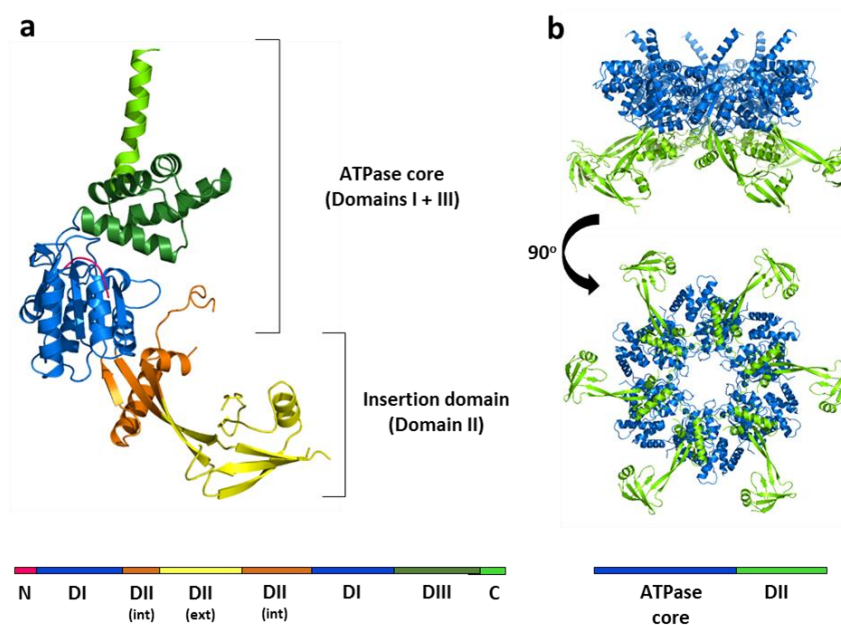 a
ATPase core
(Domains I + III)
Insertion domain
(Domain II)
N DI DII DII DII DI DIII C
(int) (ext) (int)
b
90º
ATPase DII
core